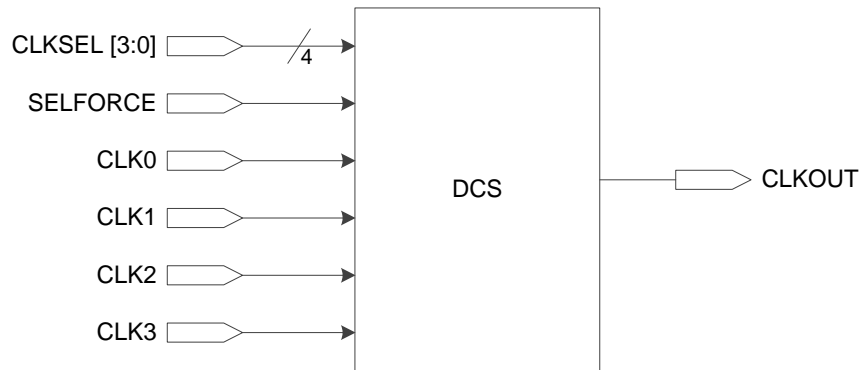 CLKSEL [3:0]
4
SELFORCE
CLK0
CLK1
CLK2
CLK3
DCS
CLKOUT